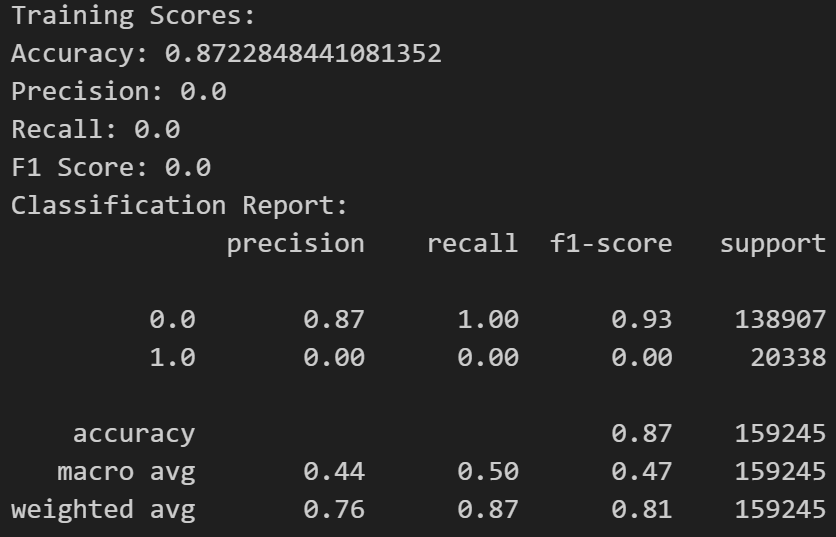 Training Scores:
Accuracy: 0.8722848441081352
Precision: 0.0
Recall: 0.0
F1 Score: 0.0
Classification Report:
precision recall f1-score support
0.0 0.87 1.00 0.93 138907
1.0 0.00 0.00 0.00 20338
accuracy 0.87 159245
macro avg 0.44 0.50 0.47 159245
weighted avg 0.76 0.87 0.81 159245